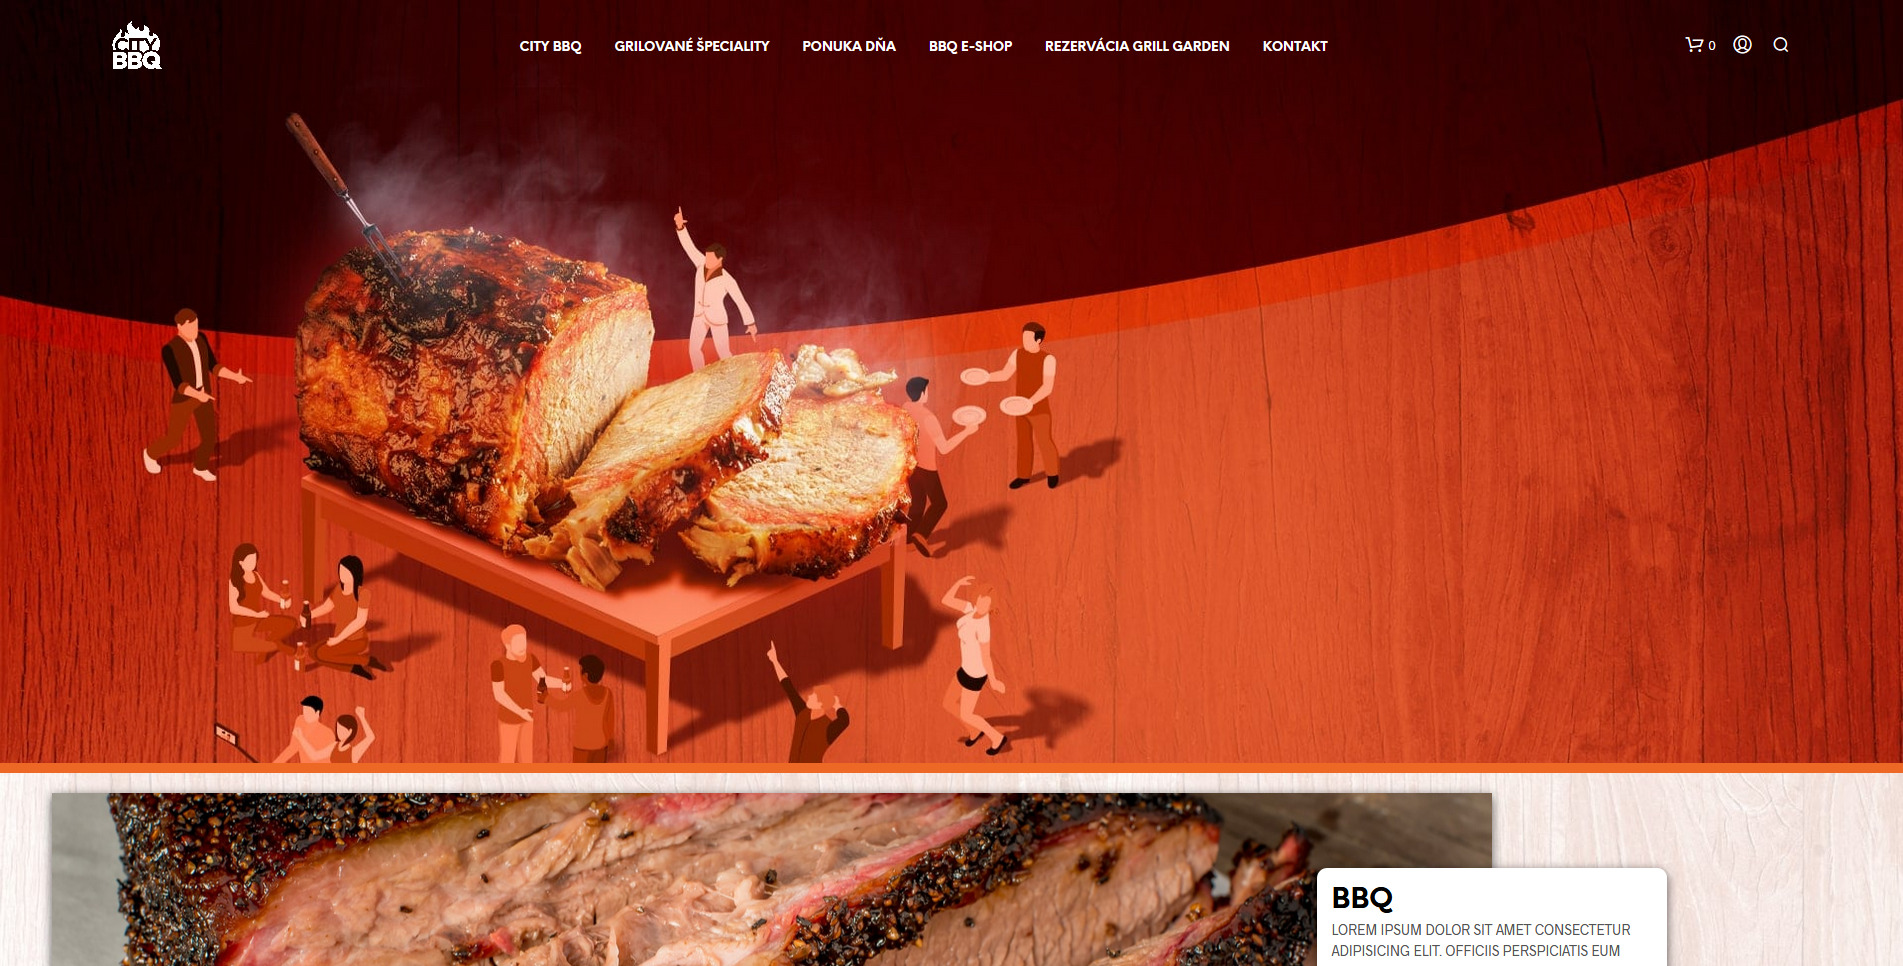 CITY
BBQ
CITY BBQ
GRILOVANÉ ŠPECIALITY
PONUKA DŇA
BBQ E-SHOP
REZERVÁCIA GRILL GARDEN
KONTAKT
0
BBQ
LOREM IPSUM DOLOR SIT AMET CONSECTETUR
ADIPISICING ELIT. OFFICIIS PERSPICIATIS EUM